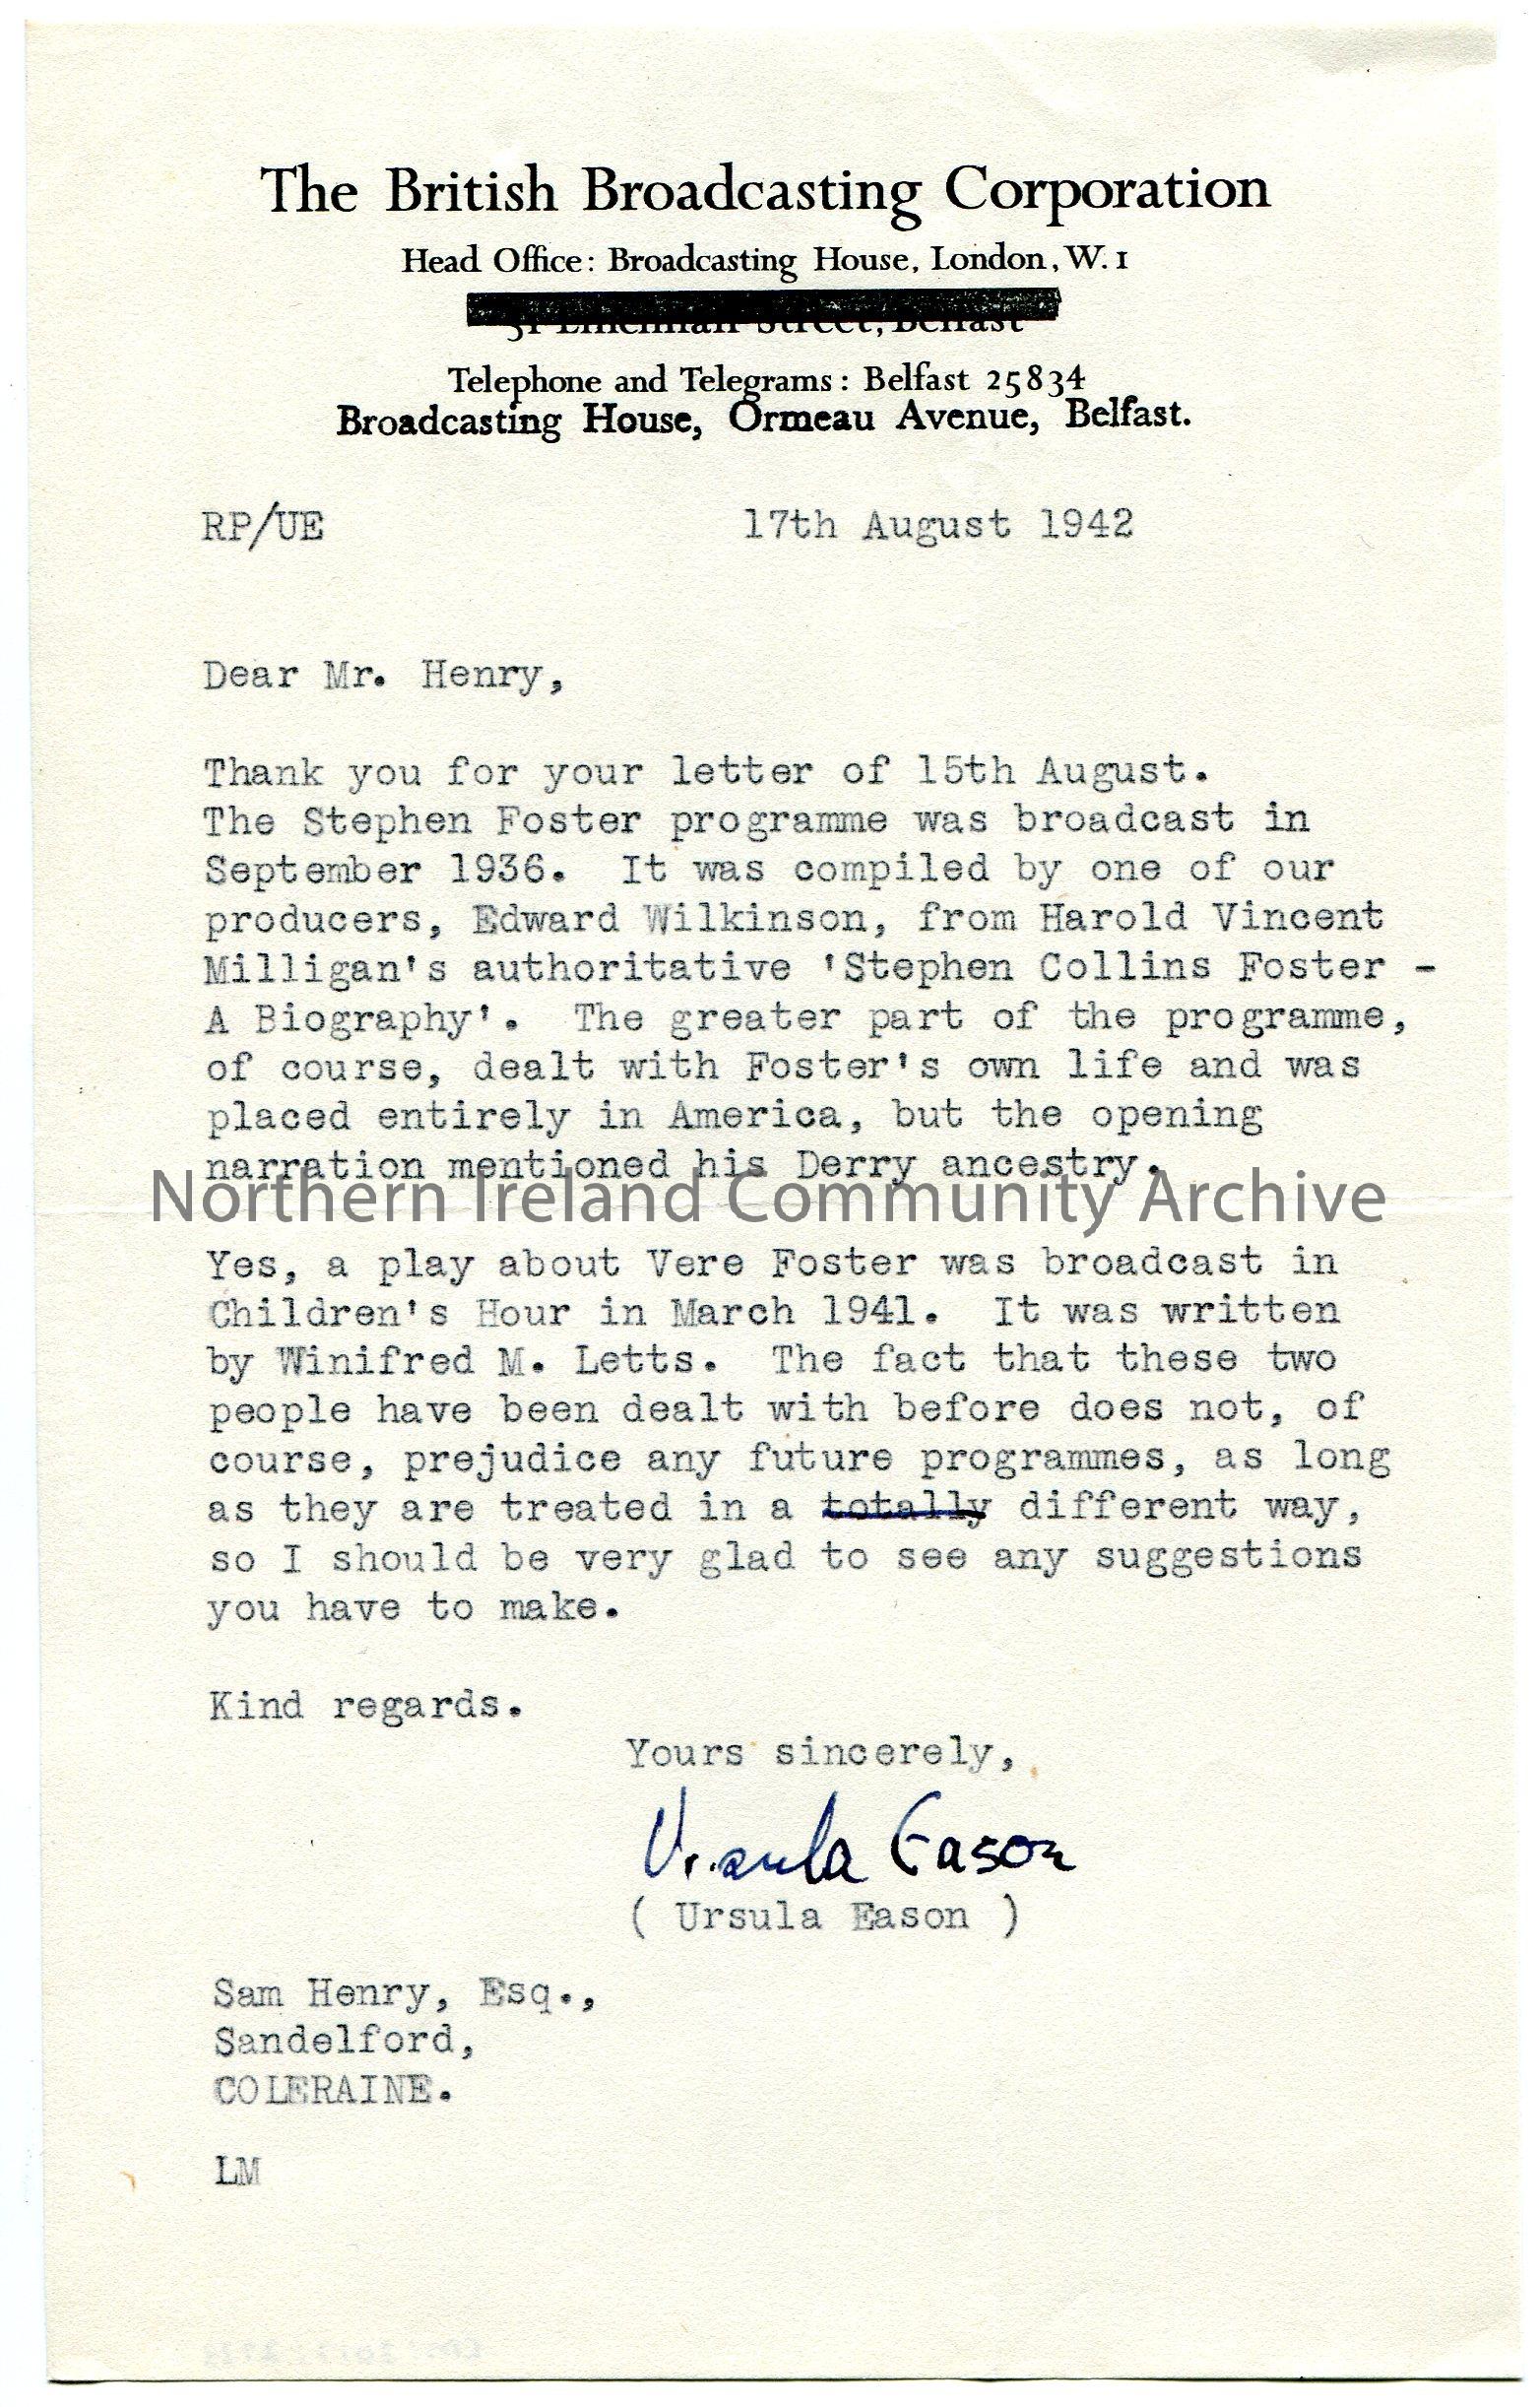 The British Broadcasting Corporation
Head Office: Broadcasting House, London, W.1
Street, Belfast
Telephone and Telegrams: Belfast 25834
Broadcasting House, Ormeau Avenue, Belfast.
RP/UE 17th August 1942
Dear Mr. Henry,
Thank you for your letter of 15th August.
The Stephen Foster programme was broadcast in
September 1936. It was compiled by one of our
producers, Edward Wilkinson, from Harold Vincent
Milligan's authoritative 'Stephen Collins Foster -
A Biography'. The greater part of the programme,
of course, dealt with Foster's own life and was
placed entirely in America, but the opening
narration mentioned his Derry ancestry.
Northern Ireland Community Archive
Yes, a play about Vere Foster was broadcast in
Children's Hour in March 1941. It was written
by Winifred M. Letts. The fact that these two
people have been dealt with before does not, of
course, prejudice any future programmes, as long
as they are treated in a totally different way,
so I should be very glad to see any suggestions
you have to make.
Kind regards.
Yours sincerely,
Ursula Eason
( Ursula Eason )
Sam Henry, Esq.,
Sandelford,
COLERAINE.
LM